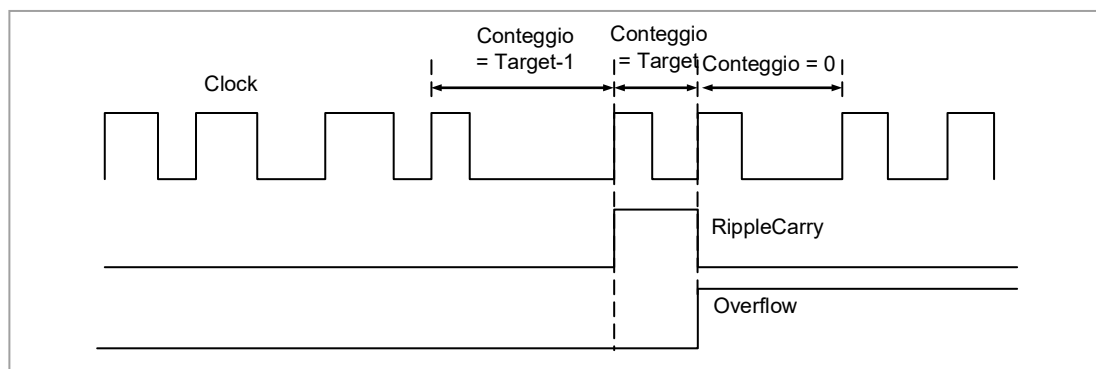 Conteggio
= Target-1
Conteggio
= Target
Conteggio = 0
Clock
RippleCarry
Overflow